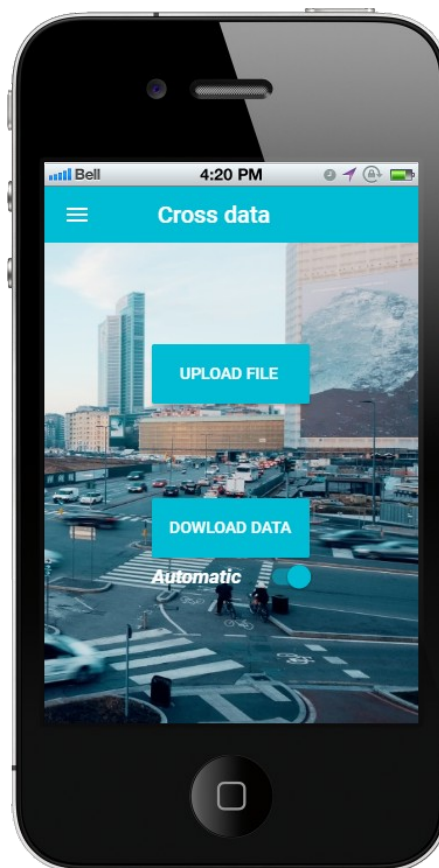 Bell 4:20 PM
Cross data
UPLOAD FILE
DOWLOAD DATA
Automatic